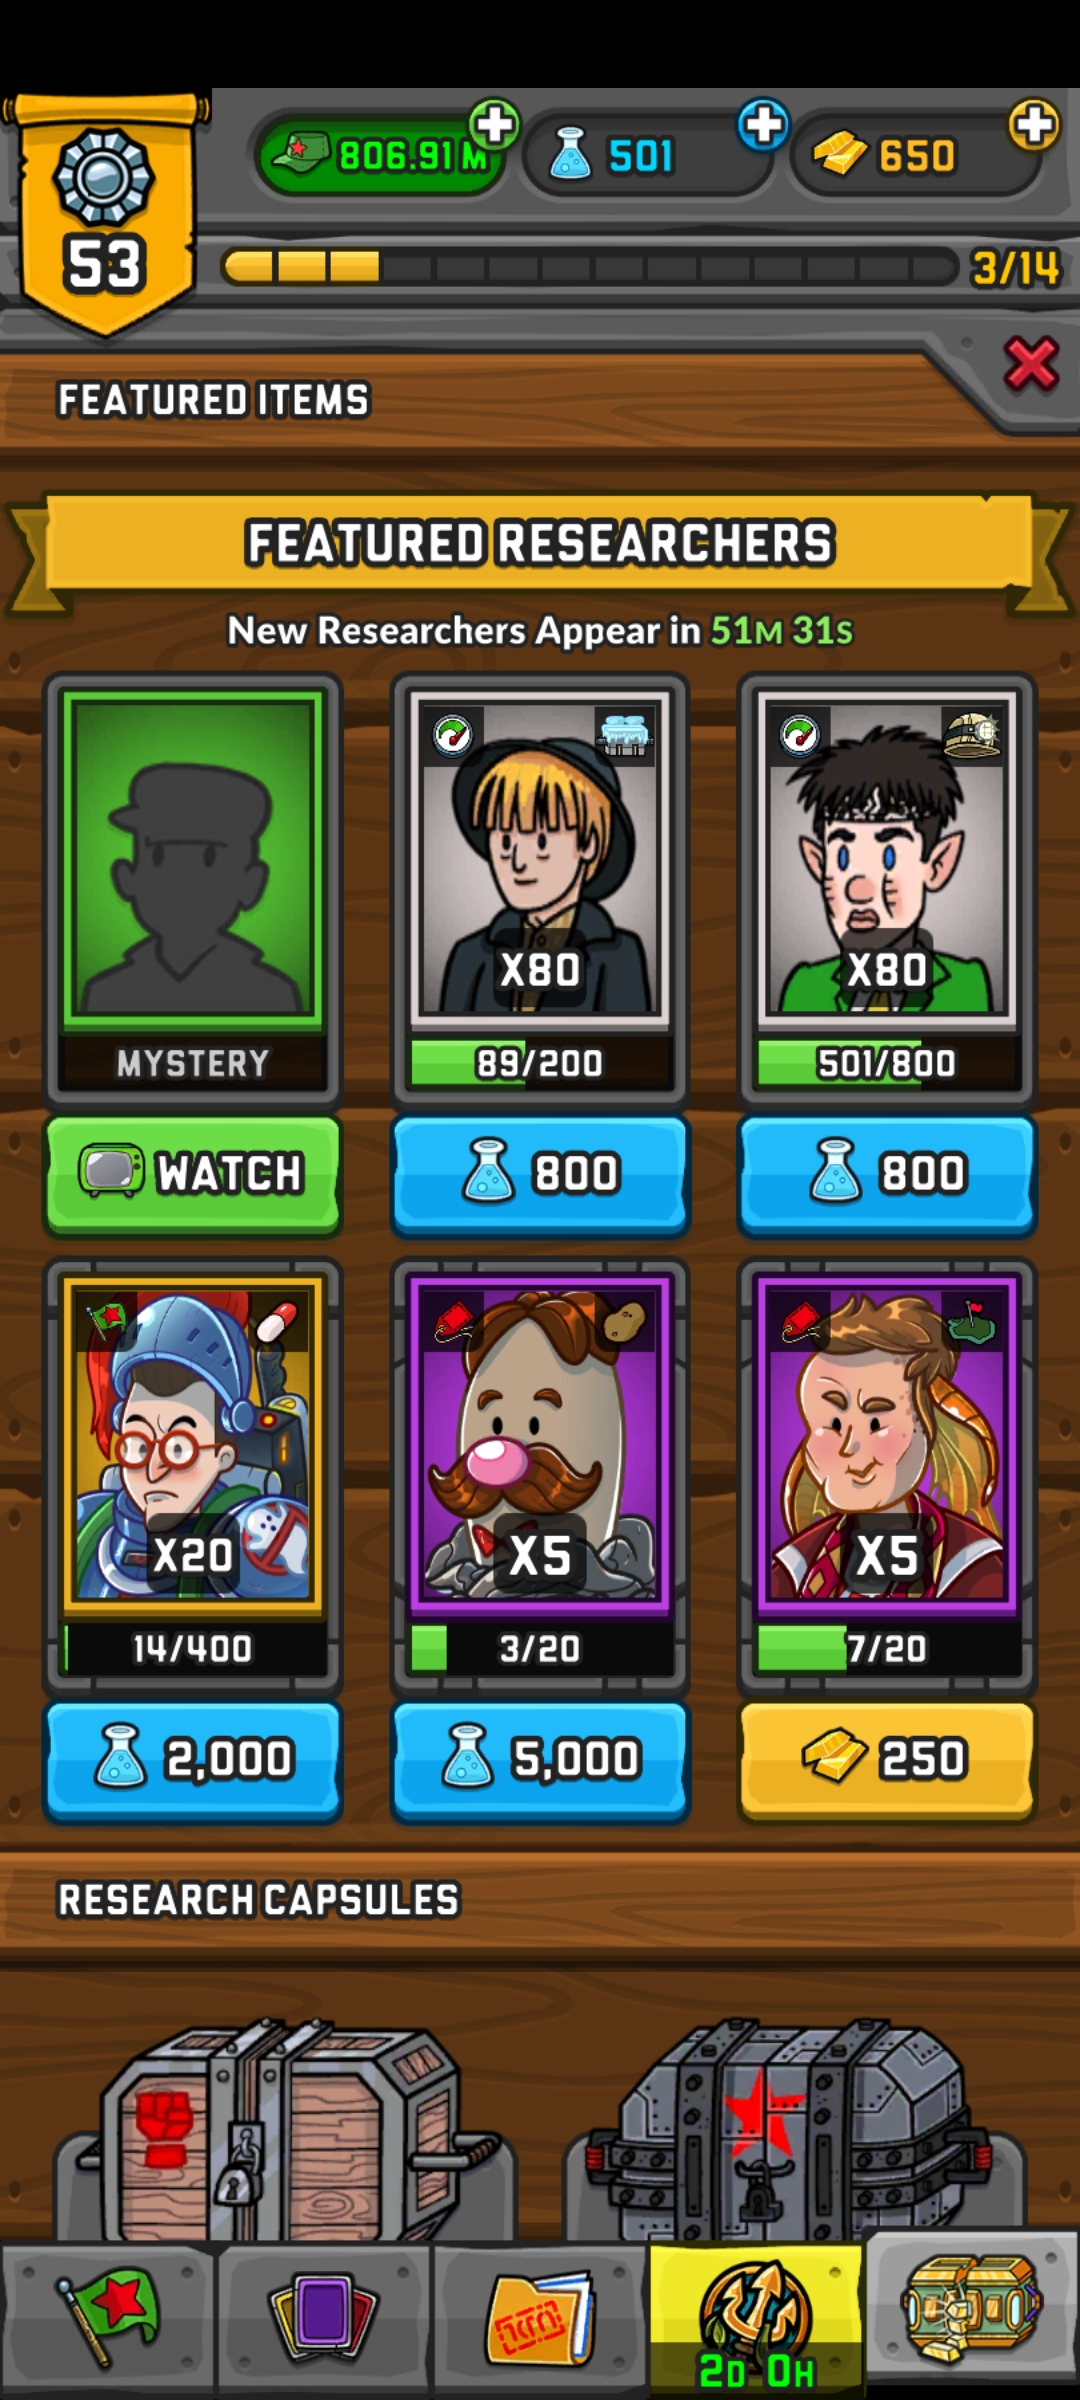 806.91M
501
650
53
3/14
FEATURED ITEMS
FEATURED RESEARCHERS
New Researchers Appear in 51M 31S
X80
X80
MYSTERY
89/200
501/800
WATCH
800
800
X20
X5
X5
14/400
3/20
7/20
2,000
5,000
250
RESEARCH CAPSULES
2D 0H